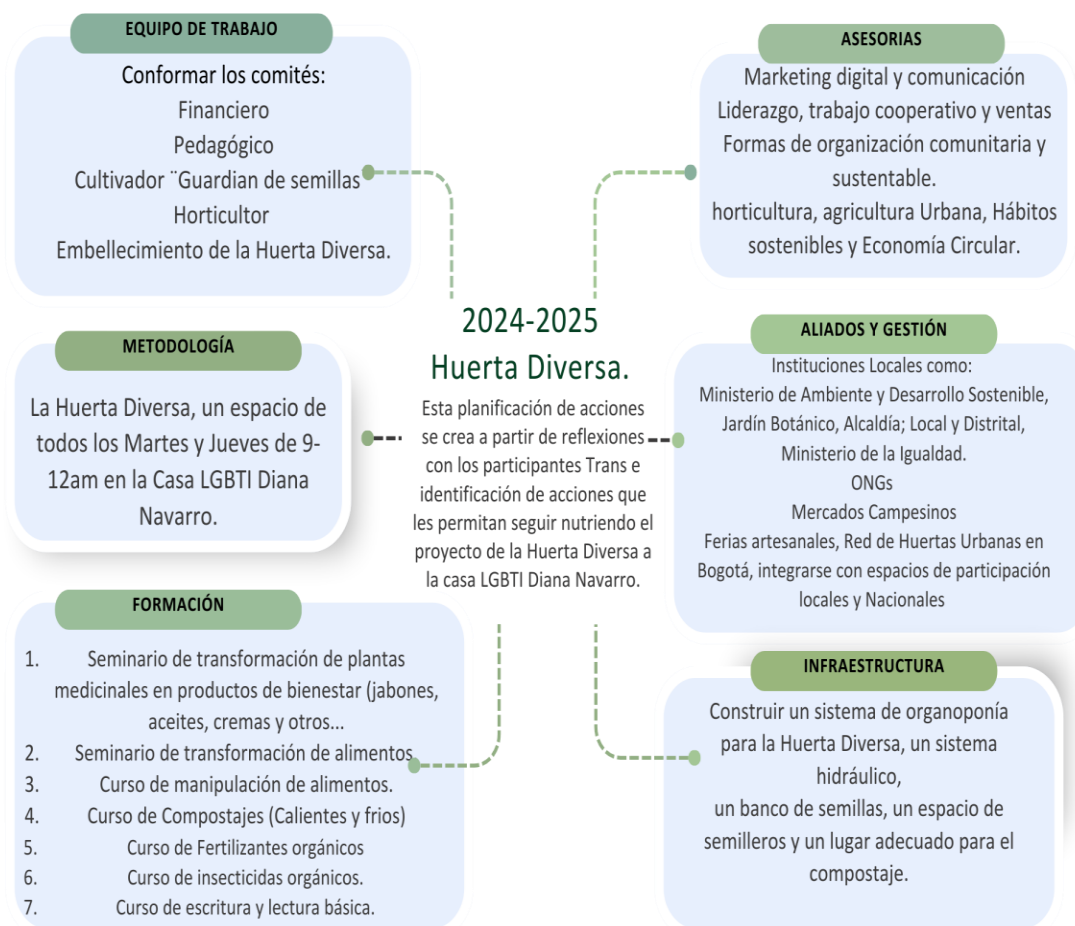 EQUIPO DE TRABAJO
Conformar los comités:
Financiero
Pedagógico
Cultivador ¨Guardian de semillas
Horticultor
Embellecimiento de la Huerta Diversa.
ASESORIAS
Marketing digital y comunicación
Liderazgo, trabajo cooperativo y ventas
Formas de organización comunitaria y
sustentable.
horticultura, agricultura Urbana, Hábitos
sostenibles y Economía Circular.
METODOLOGÍA
La Huerta Diversa, un espacio de
todos los Martes y Jueves de 9-
12am en la Casa LGBTI Diana
Navarro.
2024-2025
Huerta Diversa.
Esta planificación de acciones
se crea a partir de reflexiones
con los participantes Trans e
identificación de acciones que
les permitan seguir nutriendo el
proyecto de la Huerta Diversa a
la casa LGBTI Diana Navarro.
ALIADOS Y GESTIÓN
Instituciones Locales como:
Ministerio de Ambiente y Desarrollo Sostenible,
Jardín Botánico, Alcaldía; Local y Distrital,
Ministerio de la Igualdad.
ONGs
Mercados Campesinos
Ferias artesanales, Red de Huertas Urbanas en
Bogotá, integrarse con espacios de participación
locales y Nacionales
FORMACIÓN
1. Seminario de transformación de plantas
medicinales en productos de bienestar (jabones,
aceites, cremas y otros...
2. Seminario de transformación de alimentos
3. Curso de manipulación de alimentos.
4. Curso de Compostajes (Calientes y frios)
5. Curso de Fertilizantes orgánicos
6. Curso de insecticidas orgánicos.
7. Curso de escritura y lectura básica.
INFRAESTRUCTURA
Construir un sistema de organoponía
para la Huerta Diversa, un sistema
hidráulico,
un banco de semillas, un espacio de
semilleros y un lugar adecuado para el
compostaje.